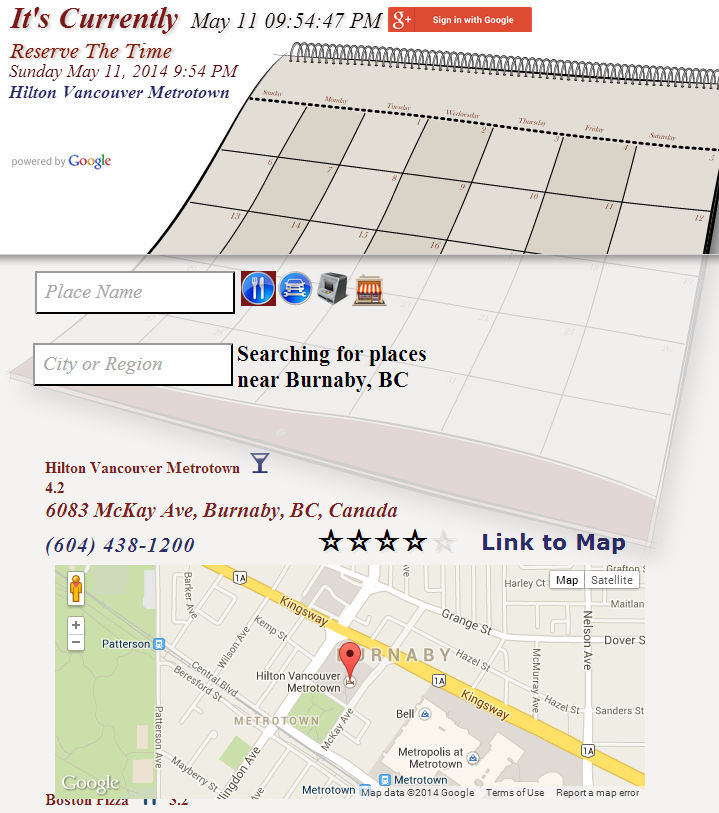 It's Currently May 11 09:54:47 PM
g+ Sign in with Google
Reserve The Time
Sunday May 11, 2014 9:54 PM
Hilton Vancouver Metrotown
powered by Google
Sunday Monday Tuesday Wednesday Thursday Friday Saturday
1 2 3 4 5
6 7 8 9 10 11 12
13 14 15 16
Place Name
City or Region
Searching for places
near Burnaby, BC
Hilton Vancouver Metrotown
4.2
6083 McKay Ave, Burnaby, BC, Canada
(604) 438-1200
Link to Map
Map Satellite
1A
Barker Ave
Kingsway
Harley Ct
Grafton St
Maitlan
Grange St
Nelson Ave
Dover S
Kemp St
Wilson Ave
Patterson
Central Blvd
Beresford St
BURNABY
Hazel St
McMurray Ave
Hilton Vancouver
Metrotown
1A
Kingsway
Hazel St
Sanders St
Patterson Ave
METROTOWN
McKay Ave
Bell
1A
Metropolis at
Metrotown
llingdon Ave
Mayberry St
Metrotown
Metrotown
Google
Map data ©2014 Google Terms of Use Report a map error
Boston Pizza 3.2